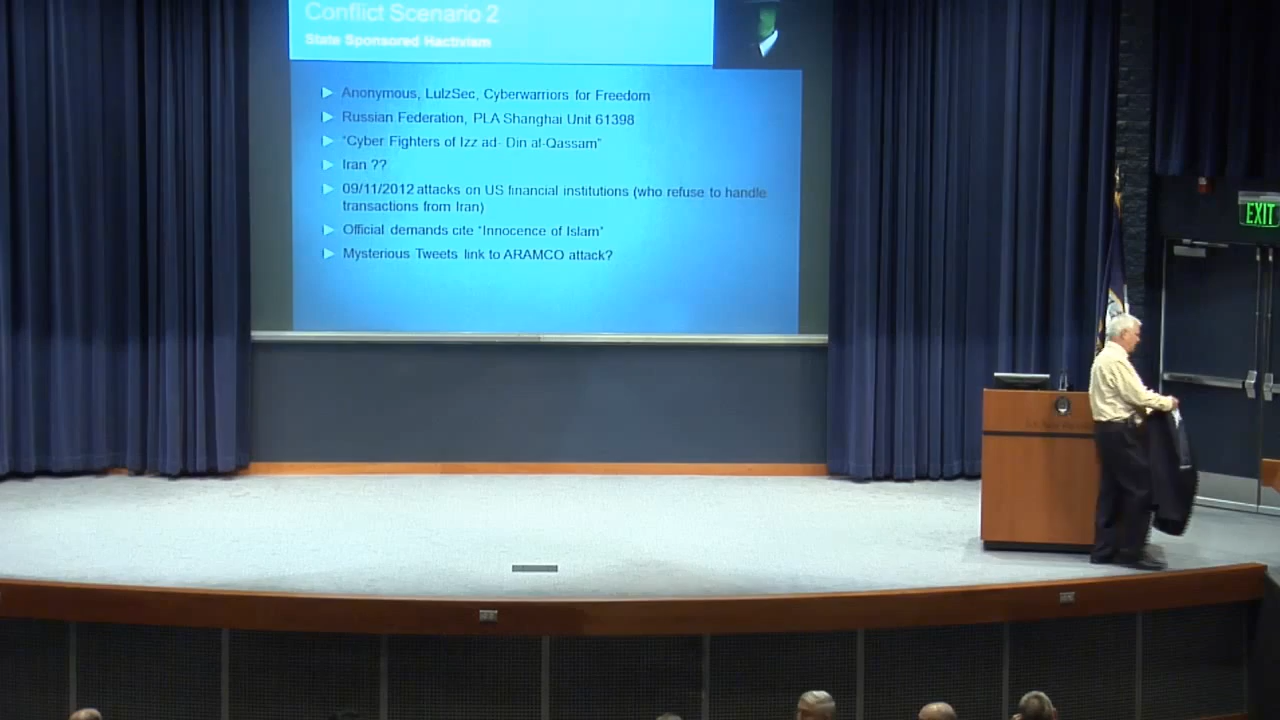 Conflict Scenario 2
State Sponsored Hactivism
Anonymous, LulzSec, Cyberwarriors for Freedom
Russian Federation, PLA Shanghai Unit 61398
"Cyber Fighters of Izz ad- Din al-Qassam"
Iran ??
09/11/2012 attacks on US financial institutions (who refuse to handle
transactions from Iran)
Official demands cite "Innocence of Islam"
Mysterious Tweets link to ARAMCO attack?
EXIT